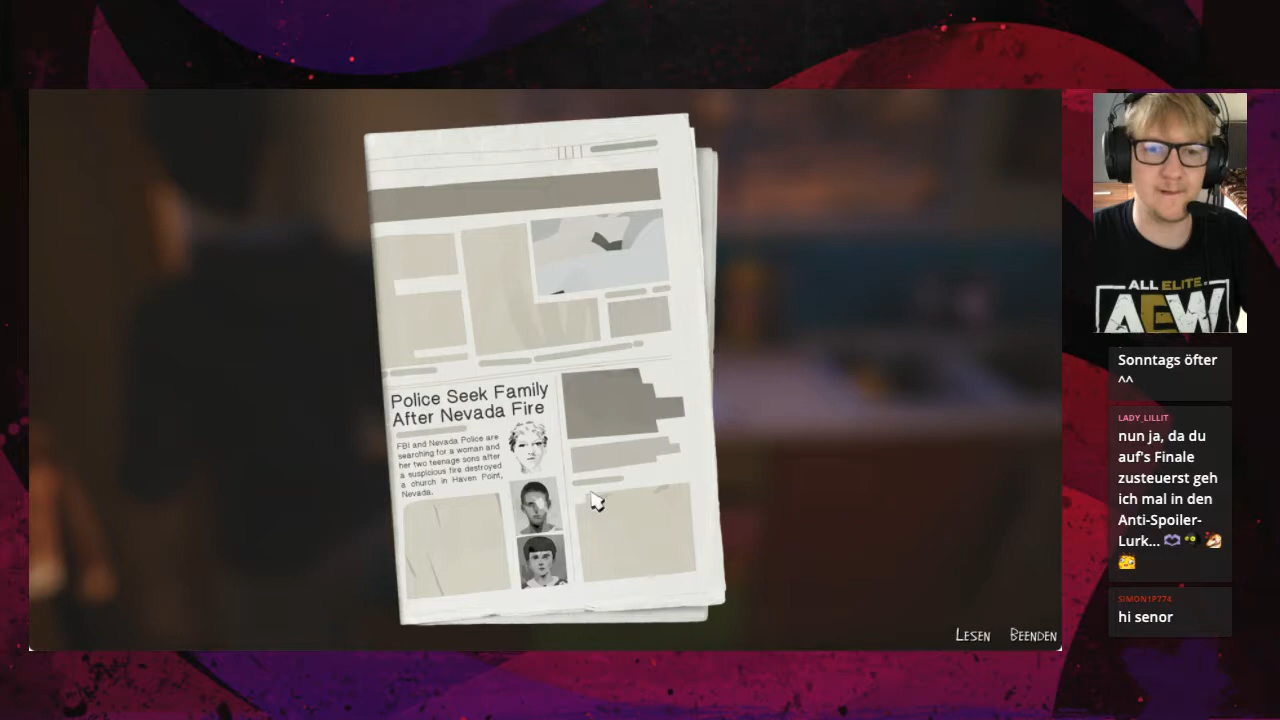 Police Seek Family
After Nevada Fire
FBI and Nevada Police are
searching for a woman and
her two teenage sons after
a suspicious fire destroyed
a church in Haven Point,
Nevada.
LESEN BEENDEN
ALL ELITE
AEW
Sonntags öfter
^^
LADY_LILLIT
nun ja, da du
auf's Finale
zusteuerst geh
ich mal in den
Anti-Spoiler-
Lurk...
SIMON1P774
hi senor